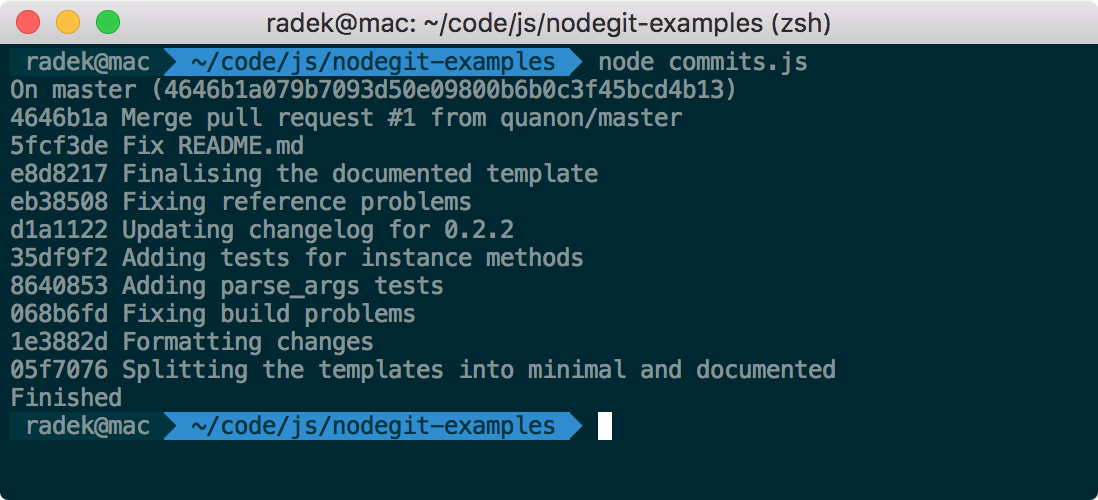 radek@mac: ~/code/js/nodegit-examples (zsh)
radek@mac ~/code/js/nodegit-examples node commits.js
On master (4646b1a079b7093d50e09800b6b0c3f45bcd4b13)
4646b1a Merge pull request #1 from quanon/master
5fcf3de Fix README.md
e8d8217 Finalising the documented template
eb38508 Fixing reference problems
d1a1122 Updating changelog for 0.2.2
35df9f2 Adding tests for instance methods
8640853 Adding parse_args tests
068b6fd Fixing build problems
1e3882d Formatting changes
05f7076 Splitting the templates into minimal and documented
Finished
radek@mac ~/code/js/nodegit-examples